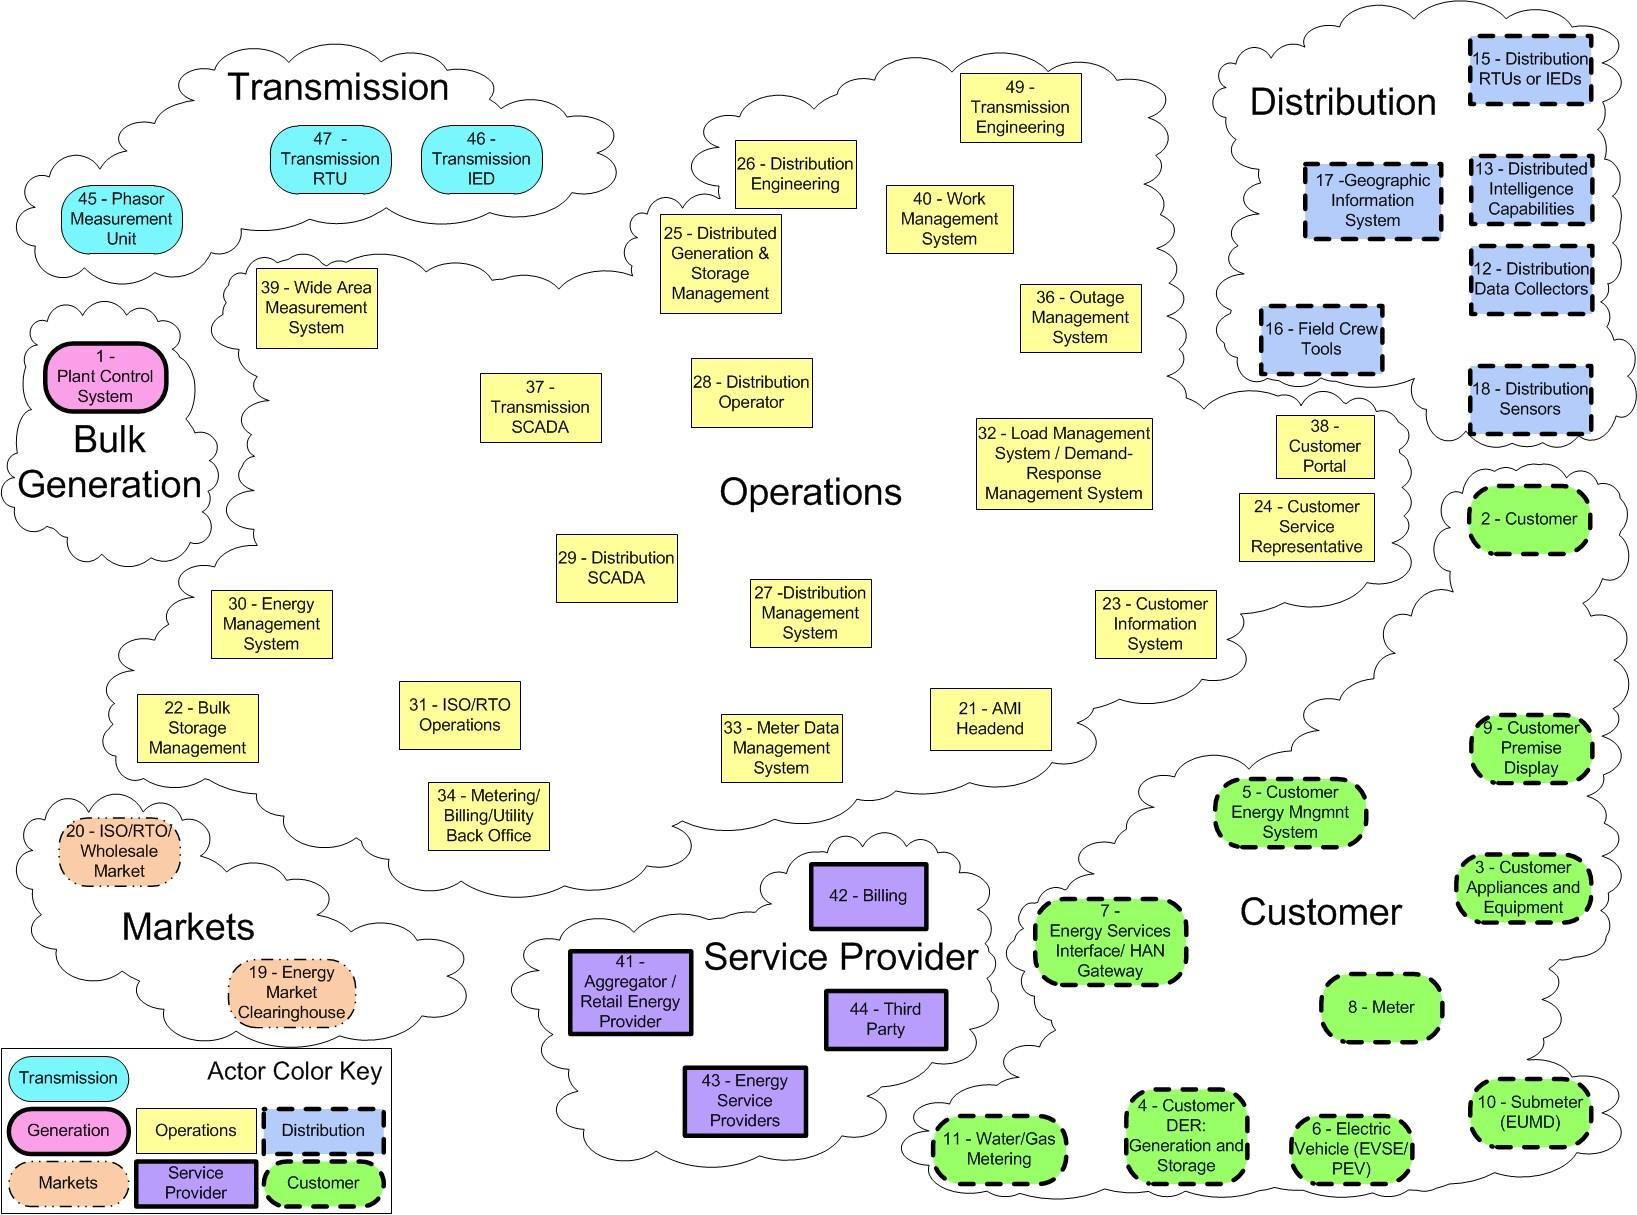 Transmission
47 -
Transmission
RTU
46 -
Transmission
IED
45 - Phasor
Measurement
Unit
1 -
Plant Control
System
Bulk
Generation
49 -
Transmission
Engineering
26 - Distribution
Engineering
40 - Work
Management
System
25 - Distributed
Generation &
Storage
Management
39 - Wide Area
Measurement
System
36 - Outage
Management
System
37 -
Transmission
SCADA
28 - Distribution
Operator
32 - Load Management
System / Demand-
Response
Management System
38 -
Customer
Portal
Operations
24 - Customer
Service
Representative
29 - Distribution
SCADA
27 -Distribution
Management
System
30 - Energy
Management
System
23 - Customer
Information
System
22 - Bulk
Storage
Management
31 - ISO/RTO
Operations
33 - Meter Data
Management
System
21 - AMI
Headend
34 - Metering/
Billing/Utility
Back Office
Distribution
15 - Distribution
RTUs or IEDs
17 -Geographic
Information
System
13 - Distributed
Intelligence
Capabilities
12 - Distribution
Data Collectors
16 - Field Crew
Tools
18 - Distribution
Sensors
2 - Customer
9 - Customer
Premise
Display
5 - Customer
Energy Mngmnt
System
3 - Customer
Appliances and
Equipment
Customer
7 -
Energy Services
Interface/ HAN
Gateway
8 - Meter
10 - Submeter
(EUMD)
4 - Customer
DER:
Generation and
Storage
6 - Electric
Vehicle (EVSE/
PEV)
11 - Water/Gas
Metering
20 - ISO/RTO/
Wholesale
Market
Markets
19 - Energy
Market
Clearinghouse
42 - Billing
Service Provider
41 -
Aggregator /
Retail Energy
Provider
44 - Third
Party
43 - Energy
Service
Providers
Actor Color Key
Transmission
Generation
Operations
Distribution
Markets
Service
Provider
Customer